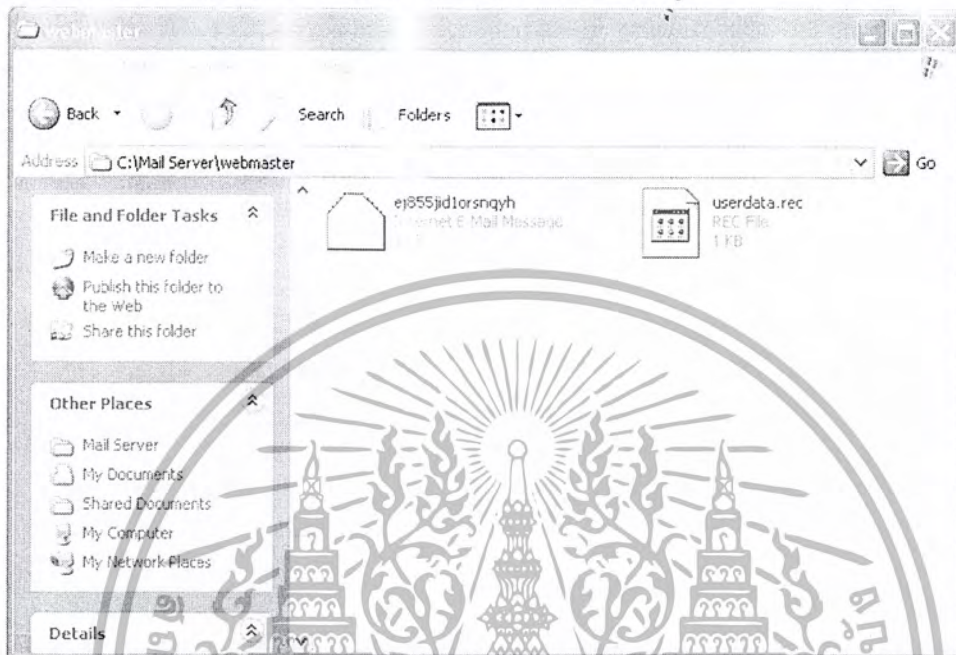 webmaster
Back Search Folders
Address C:\Mail Server\webmaster Go
File and Folder Tasks
Make a new folder
Publish this folder to
the Web
Share this folder
Other Places
Mail Server
My Documents
Shared Documents
My Computer
My Network Places
Details
ej855jid1orsnqyh
Internet E-Mail Message
userdata.rec
REC File
1 KB